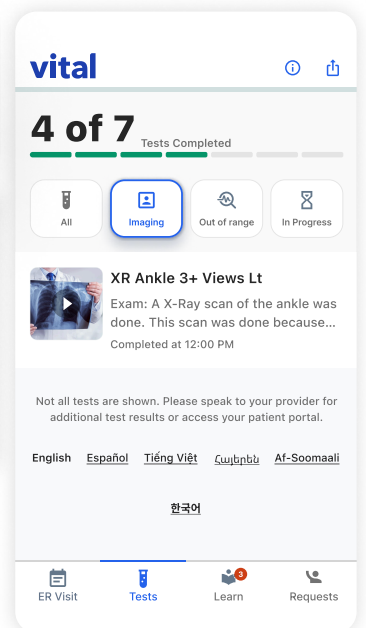 vital
4 of 7 Tests Completed
All
Imaging
Out of range
In Progress
XR Ankle 3+ Views Lt
Exam: A X-Ray scan of the ankle was
done. This scan was done because...
Completed at 12:00 PM
Not all tests are shown. Please speak to your provider for
additional test results or access your patient portal.
English Español Tiếng Việt Հայերեն Af-Soomaali
한국어
3
ER Visit Tests Learn Requests